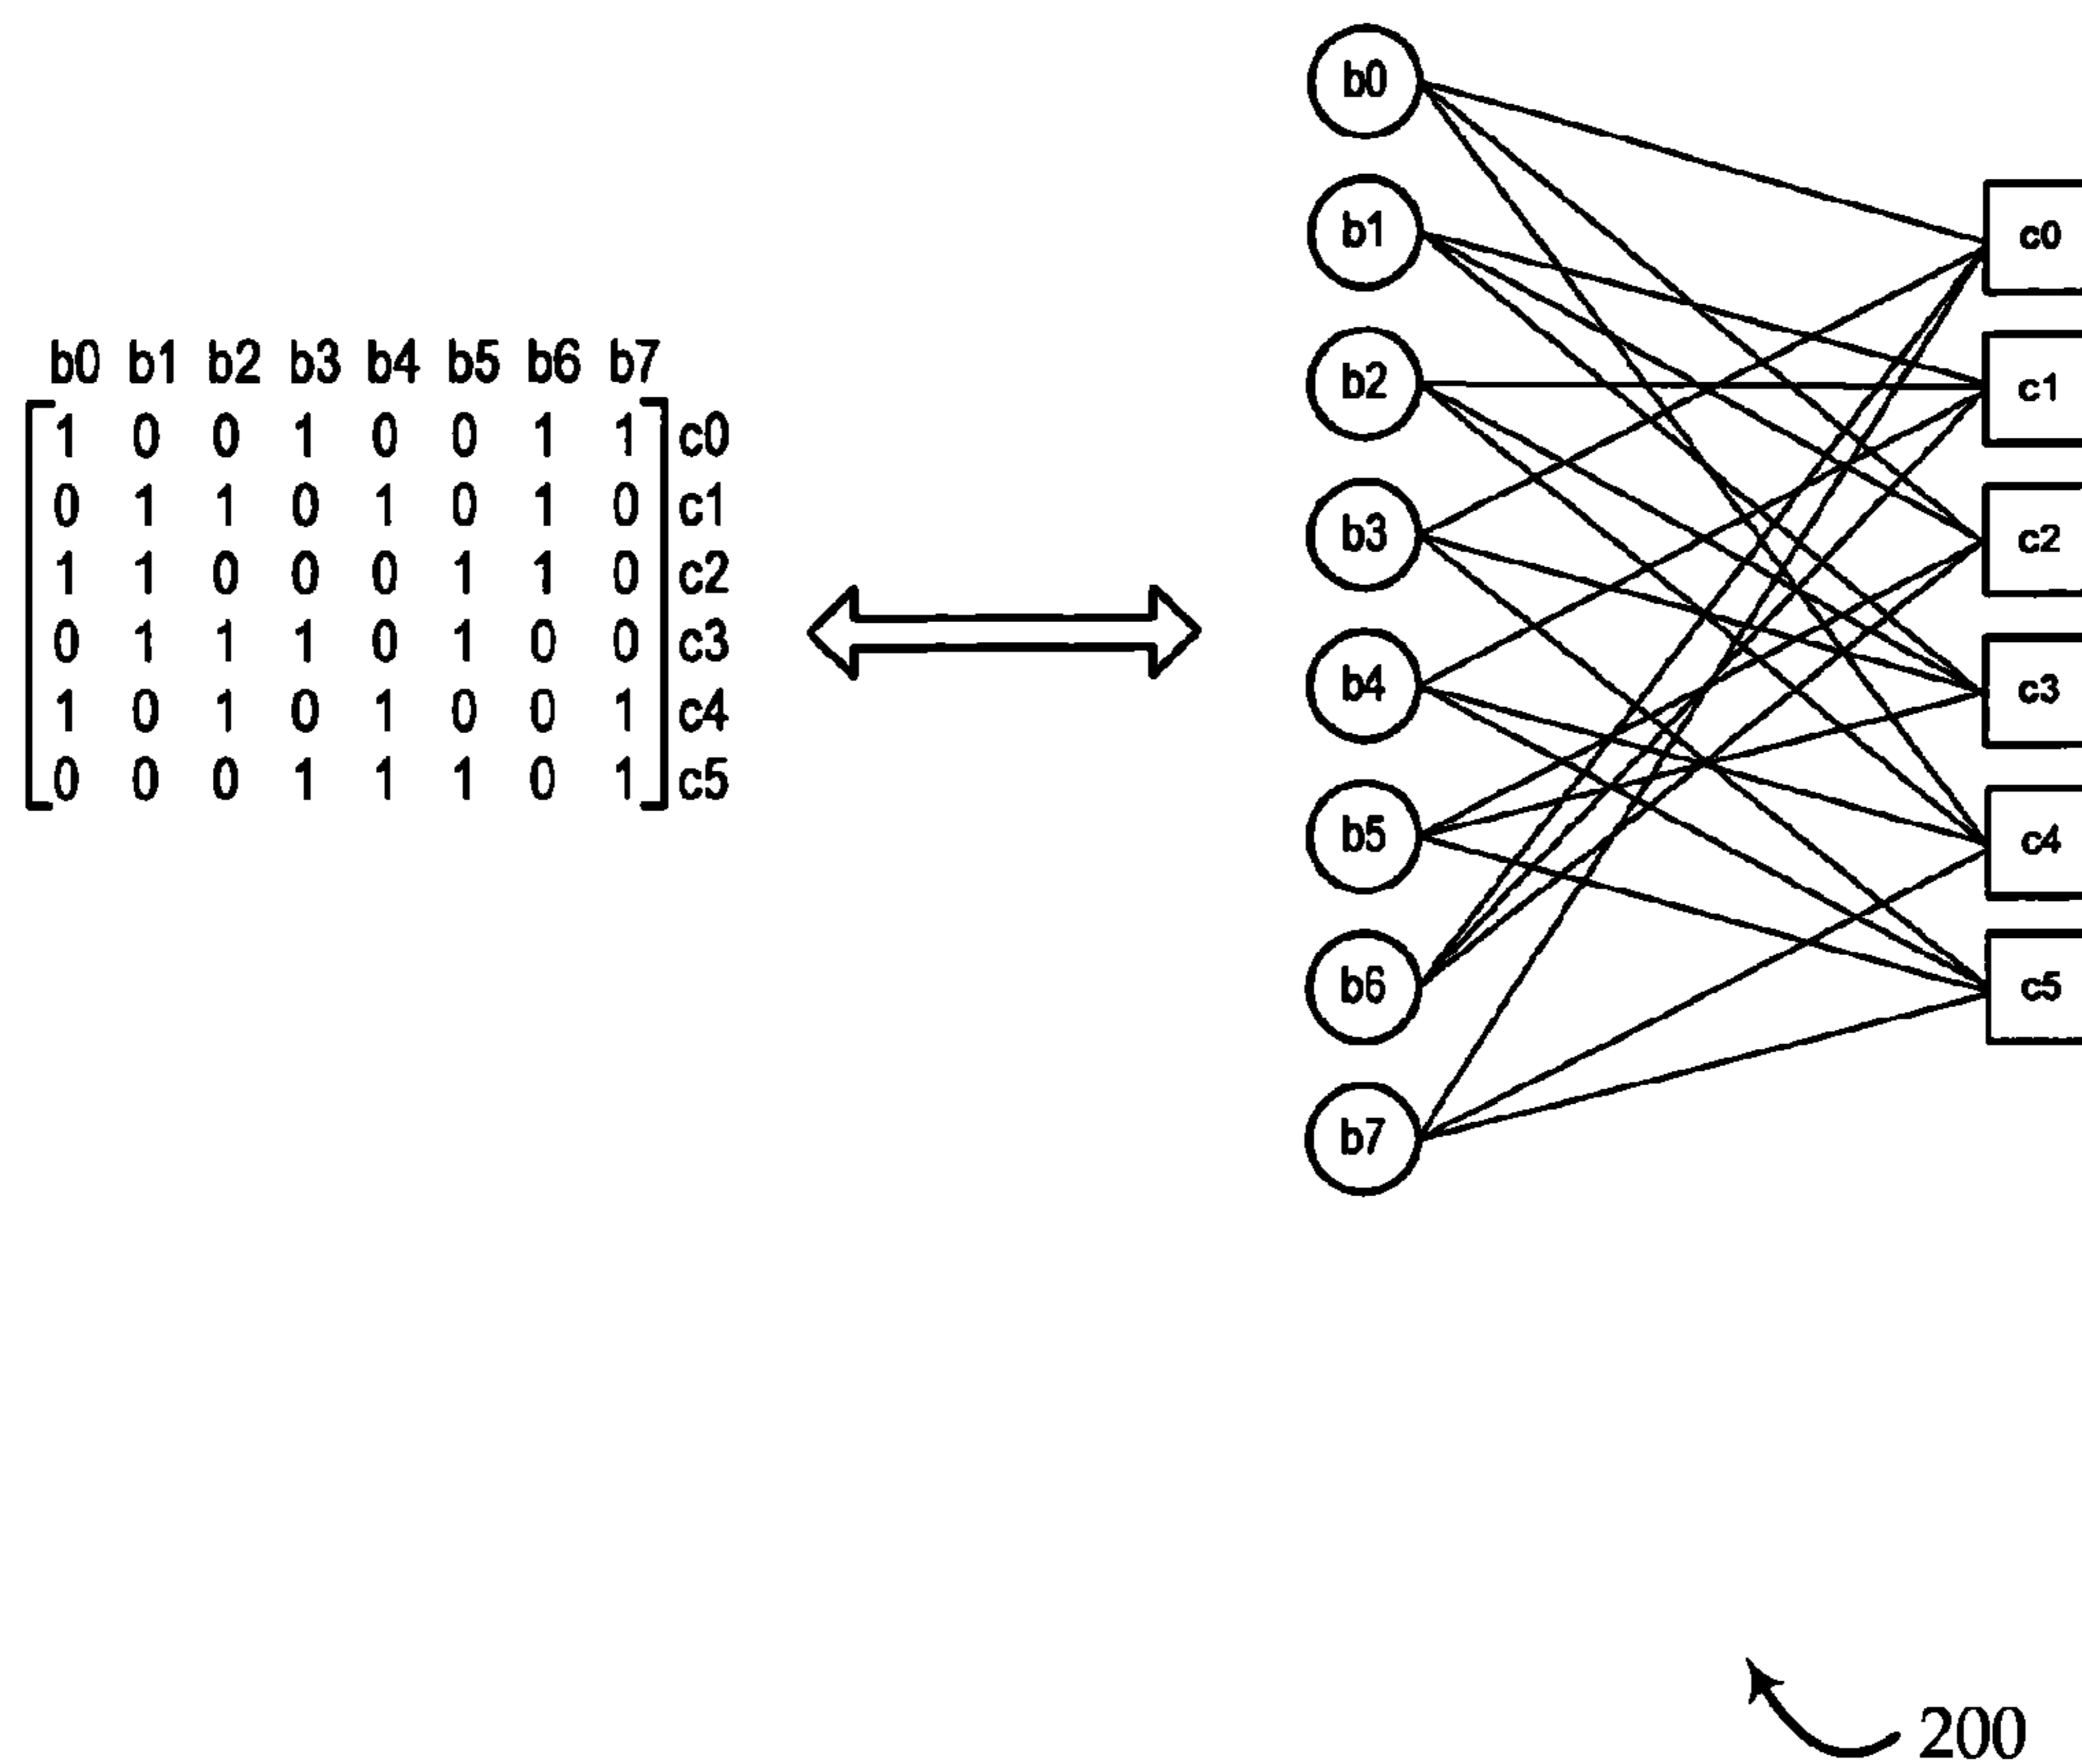 b0 b1 b2 b3 b4 b5 b6 b7
1 0 0 1 0 0 1 1 c0
0 1 1 0 1 0 1 0 c1
1 1 0 0 0 1 1 0 c2
0 1 1 1 0 1 0 0 c3
1 0 1 0 1 0 0 1 c4
0 0 0 1 1 1 0 1 c5
b0
b1
b2
b3
b4
b5
b6
b7
c0
c1
c2
c3
c4
c5
200